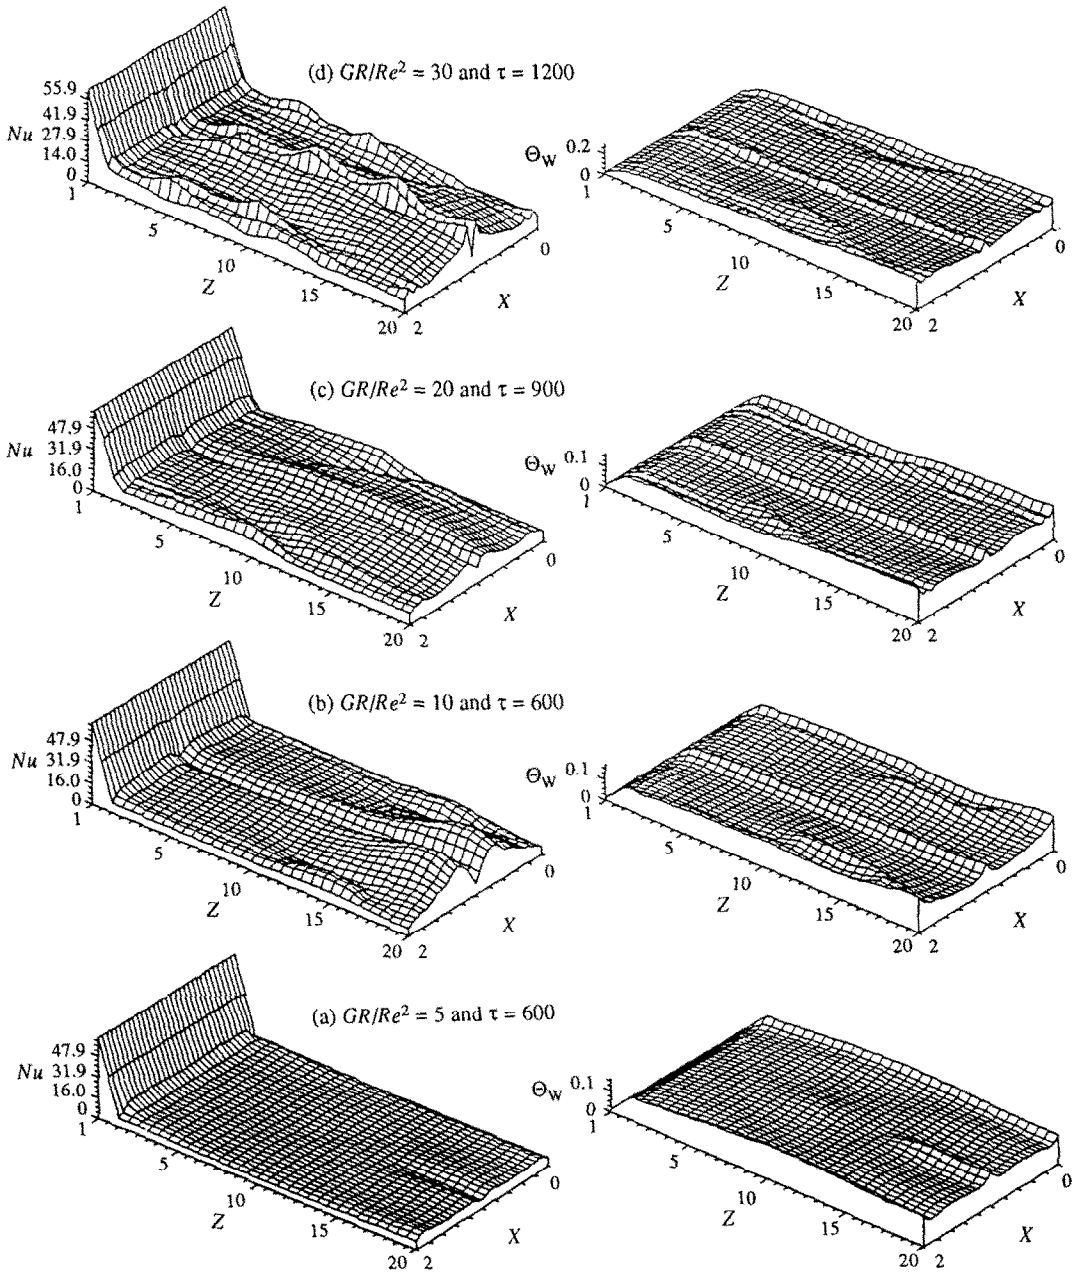 (d) GR/Re² = 30 and τ = 1200
55.9
41.9
Nu 27.9
14.0
0
1
5
10
Z
15
20 2
X
0
Θw 0.2
0
1
5
10
Z
15
20 2
X
0
(c) GR/Re² = 20 and τ = 900
47.9
Nu 31.9
16.0
0
1
5
10
Z
15
20 2
X
0
Θw 0.1
0
1
5
10
Z
15
20 2
X
0
(b) GR/Re² = 10 and τ = 600
47.9
Nu 31.9
16.0
0
1
5
10
Z
15
20 2
X
0
Θw 0.1
0
1
5
10
Z
15
20 2
X
0
(a) GR/Re² = 5 and τ = 600
47.9
Nu 31.9
16.0
0
1
5
10
Z
15
20 2
X
0
Θw 0.1
0
1
5
10
Z
15
20 2
X
0